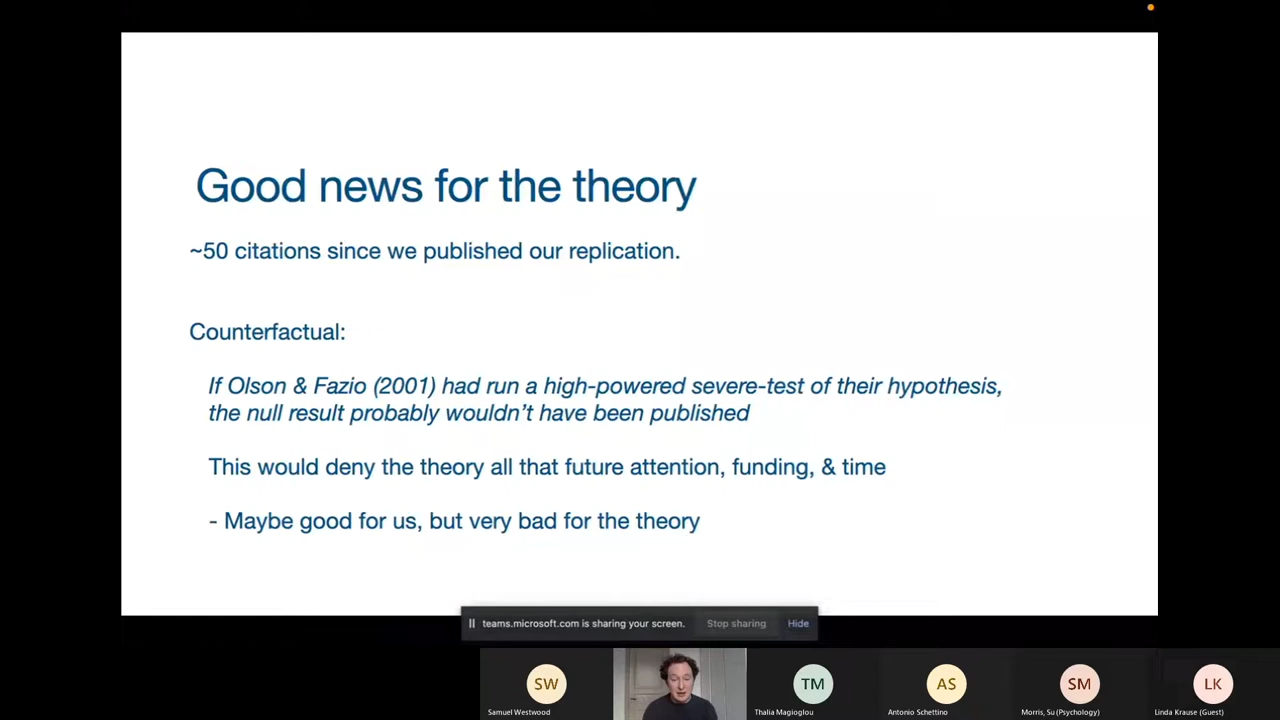 Good news for the theory
~50 citations since we published our replication.
Counterfactual:
If Olson & Fazio (2001) had run a high-powered severe-test of their hypothesis,
the null result probably wouldn’t have been published
This would deny the theory all that future attention, funding, & time
- Maybe good for us, but very bad for the theory
teams.microsoft.com is sharing your screen. Stop sharing Hide
SW TM AS SM LK
Samuel Westwood Thalia Magioglou Antonio Schettino Morris, Su (Psychology) Linda Krause (Guest)